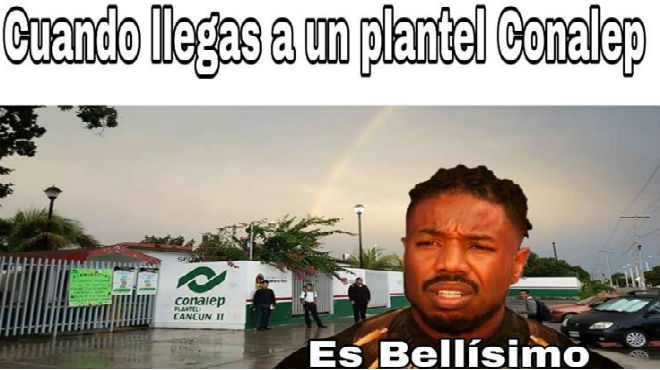 Cuando llegas a un plantel Conalep
conalep
PLANTEL:
CANCUN II
Es Bellísimo